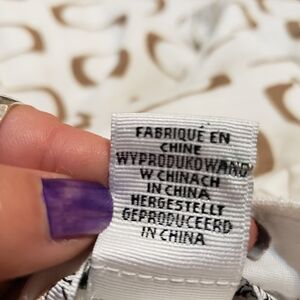 FABRIQUÉ EN
CHINE
WYPRODUKOWANO
W CHINACH
IN CHINA
HERGESTELLT
GEPRODUCEERD
IN CHINA